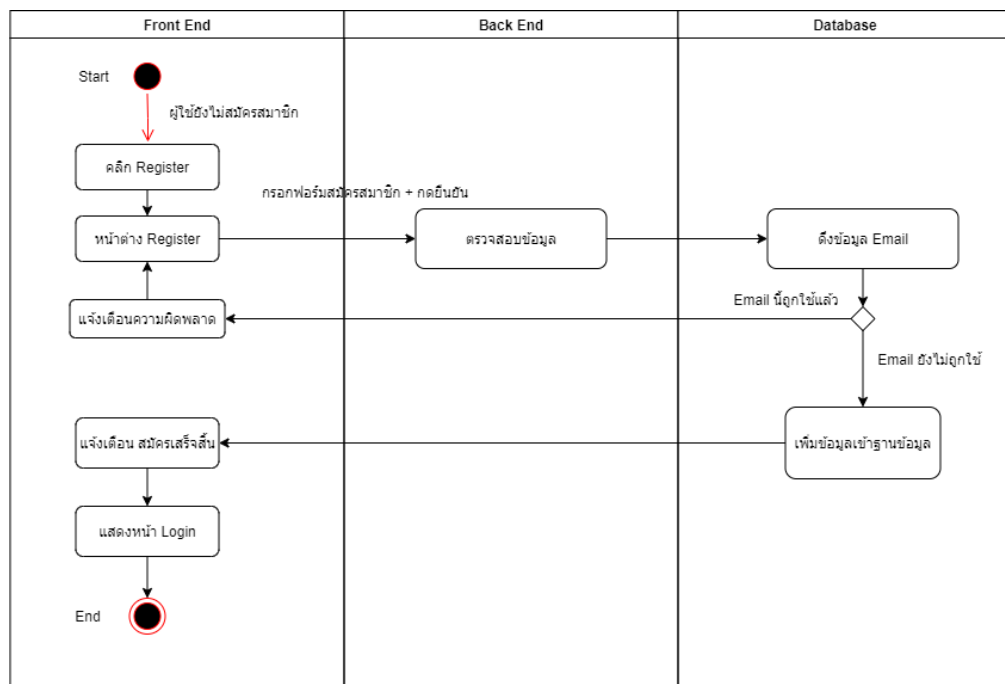 Front End
Back End
Database
Start
ผู้ใช้ยังไม่สมัครสมาชิก
คลิก Register
กรอกฟอร์มสมัครสมาชิก + กดยืนยัน
หน้าต่าง Register
ตรวจสอบข้อมูล
ดึงข้อมูล Email
Email นี้ถูกใช้แล้ว
แจ้งเตือนความผิดพลาด
Email ยังไม่ถูกใช้
แจ้งเตือน สมัครเสร็จสิ้น
เพิ่มข้อมูลเข้าฐานข้อมูล
แสดงหน้า Login
End